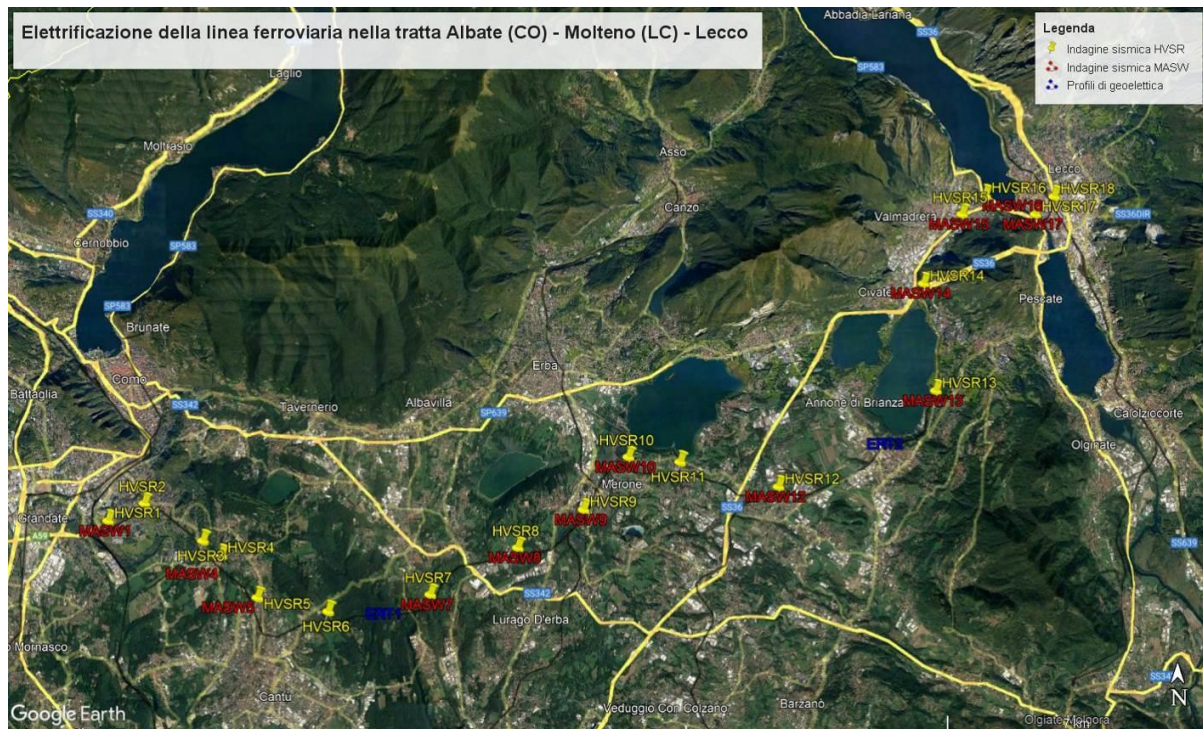 Elettrificazione della linea ferroviaria nella tratta Albate (CO) - Molteno (LC) - Lecco
Legenda
Indagine sismica HVSR
Indagine sismica MASW
Profili di geoelettica
Abbadia Lariana
SS36
SP583
Laglio
Moltrasio
Asso
Canzo
SS340
Cernobbio
SP583
SP583
Brunate
Como
Battaglia
SS342
Tavernerio
Albavilla
SP639
Erba
Lecco
HVSR15
HVSR16
HVSR18
MASW16
HVSR17
Valmadrera
MASW15
MASW17
SS36DIR
SS36
HVSR14
Civate
MASW14
Pescate
HVSR13
Annone di Brianza
MASW13
Calolziocorte
Olginate
ERT2
HVSR10
MASW10
HVSR11
Merone
HVSR12
MASW12
SS36
HVSR9
MASW9
HVSR2
HVSR1
Grandate
MASW1
A59
HVSR8
MASW8
SS639
HVSR3
HVSR4
MASW4
HVSR7
MASW7
HVSR5
MASW5
HVSR6
ERT1
SS342
Lurago D'erba
Mornasco
Cantù
Veduggio Con Colzano
Barzanò
Olgiate Molgora
N
Google Earth